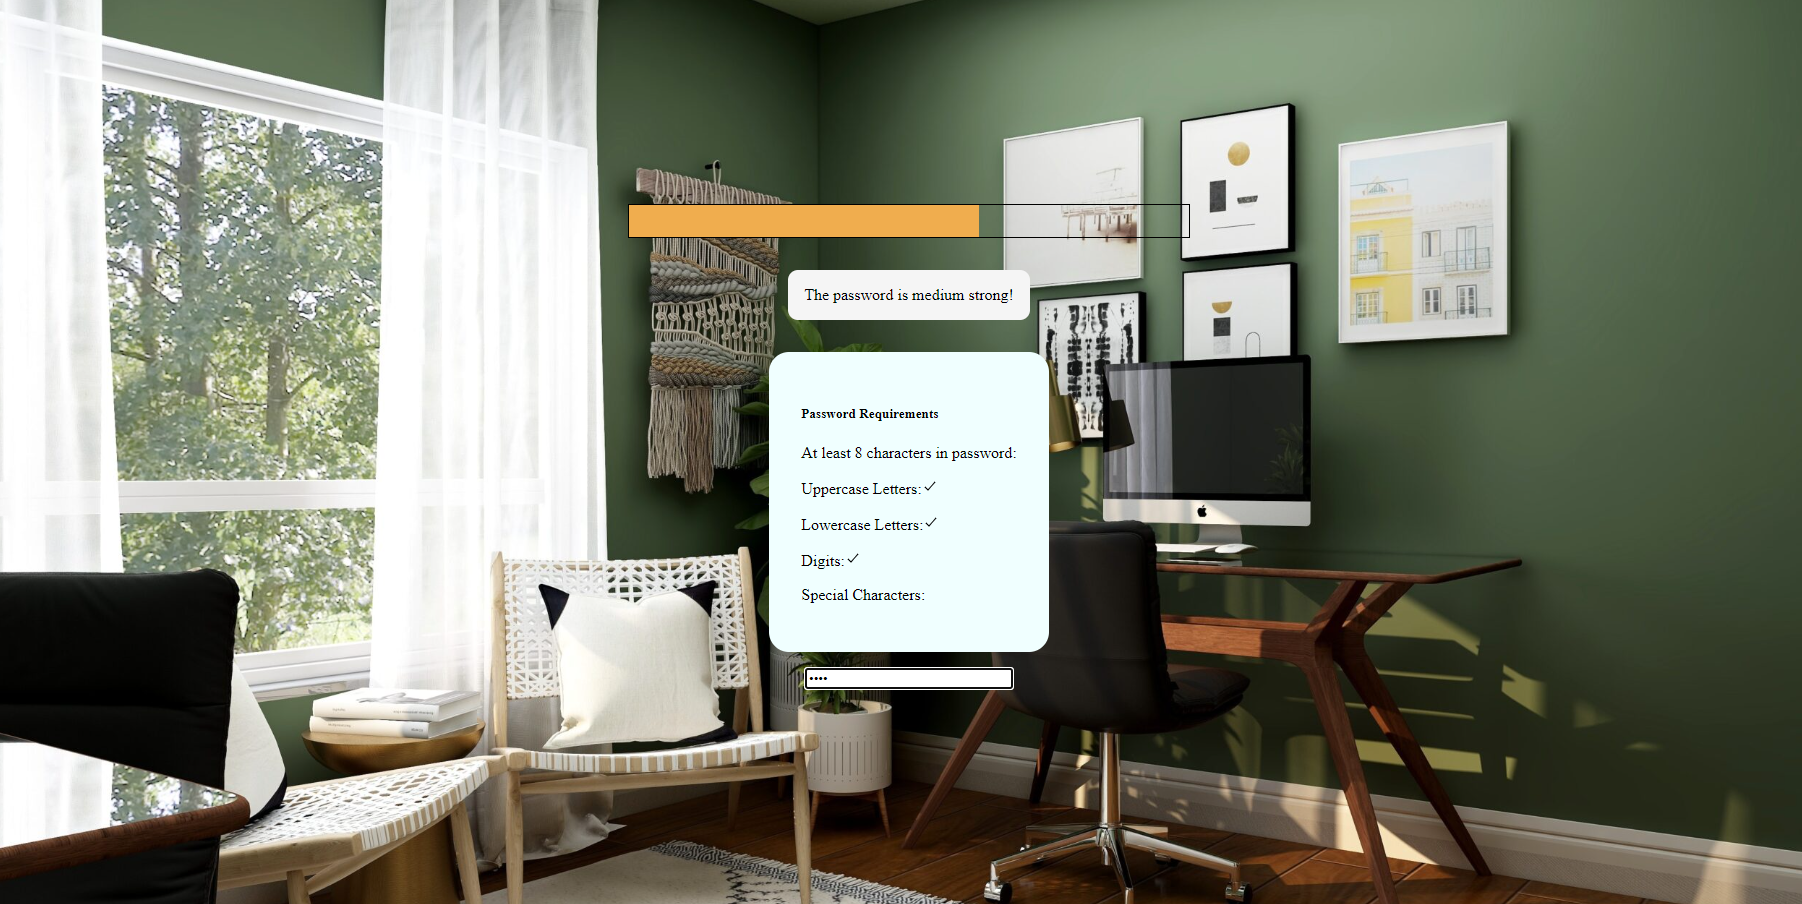 The password is medium strong!
Password Requirements
At least 8 characters in password:
Uppercase Letters: ✓
Lowercase Letters: ✓
Digits: ✓
Special Characters:
••••